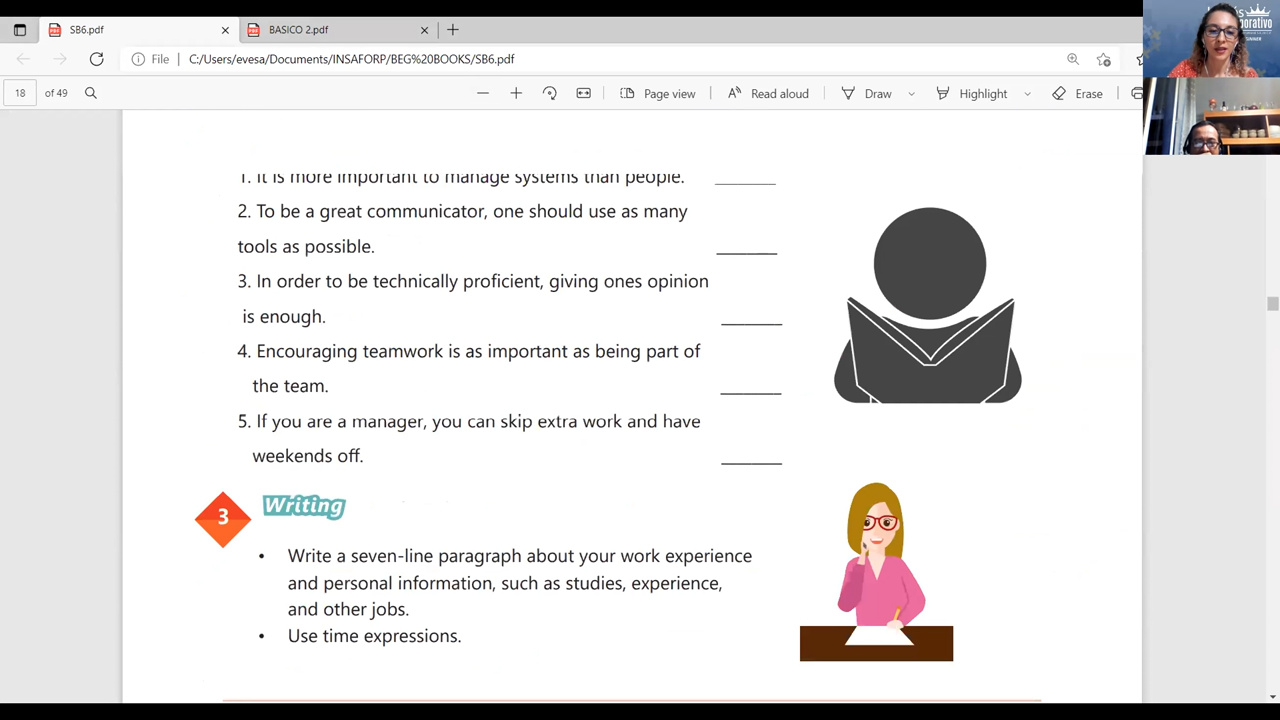 SB6.pdf
BASICO 2.pdf
File
C:/Users/evesa/Documents/INSAFORP/BEG%20BOOKS/SB6.pdf
18 of 49
Page view
Read aloud
Draw
Highlight
Erase
1. It is more important to manage systems than people. ______
2. To be a great communicator, one should use as many
tools as possible. ______
3. In order to be technically proficient, giving ones opinion
is enough. ______
4. Encouraging teamwork is as important as being part of
the team. ______
5. If you are a manager, you can skip extra work and have
weekends off. ______
3 Writing
• Write a seven-line paragraph about your work experience
and personal information, such as studies, experience,
and other jobs.
• Use time expressions.